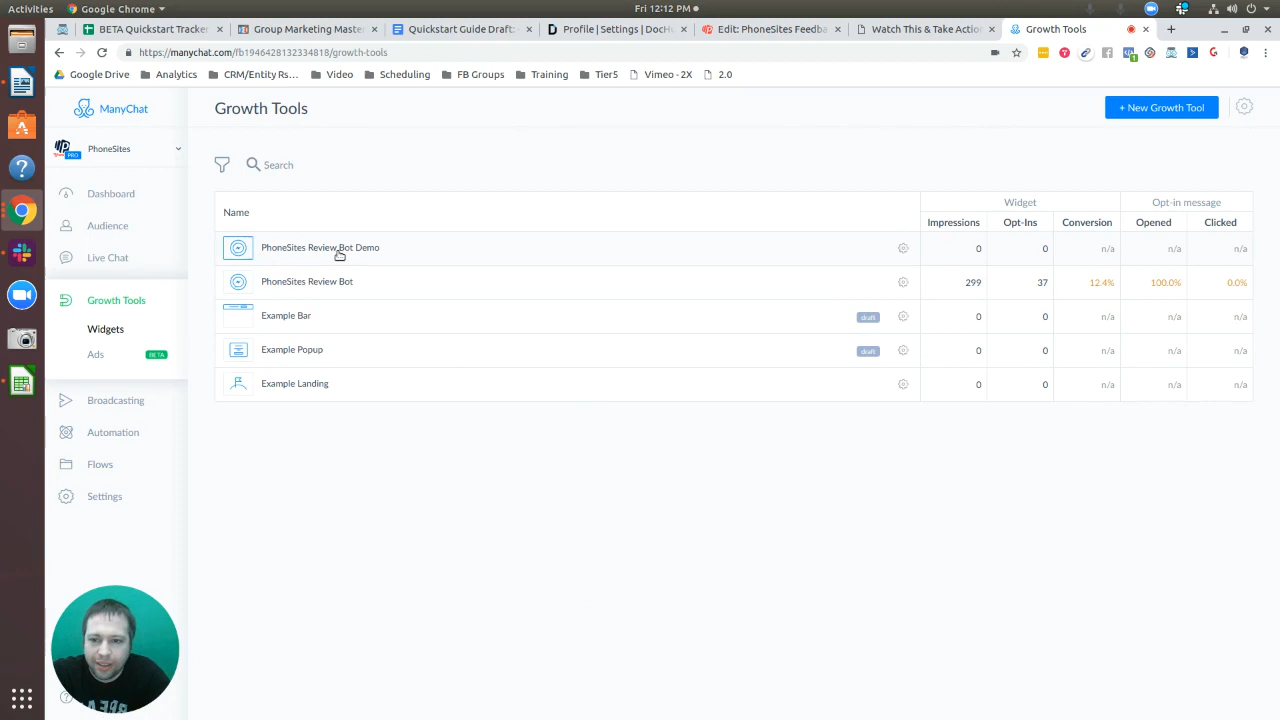 Activities
Google Chrome
Fri 12:12 PM
BETA Quickstart Tracker
Group Marketing Master
Quickstart Guide Draft:
Profile | Settings | DocH
Edit: PhoneSites Feedba
Watch This & Take Action
Growth Tools
https://manychat.com/fb1946428132334818/growth-tools
Google Drive
Analytics
CRM/Entity Rs...
Video
Scheduling
FB Groups
Training
Tier5
Vimeo - 2X
2.0
ManyChat
Growth Tools
+ New Growth Tool
PhoneSites
PRO
Search
Dashboard
Audience
Live Chat
Growth Tools
Widgets
Ads
BETA
Broadcasting
Automation
Flows
Settings
Name
Widget
Opt-in message
Impressions
Opt-Ins
Conversion
Opened
Clicked
PhoneSites Review Bot Demo
0
0
n/a
n/a
n/a
PhoneSites Review Bot
299
37
12.4%
100.0%
0.0%
Example Bar
draft
0
0
n/a
n/a
n/a
Example Popup
draft
0
0
n/a
n/a
n/a
Example Landing
0
0
n/a
n/a
n/a